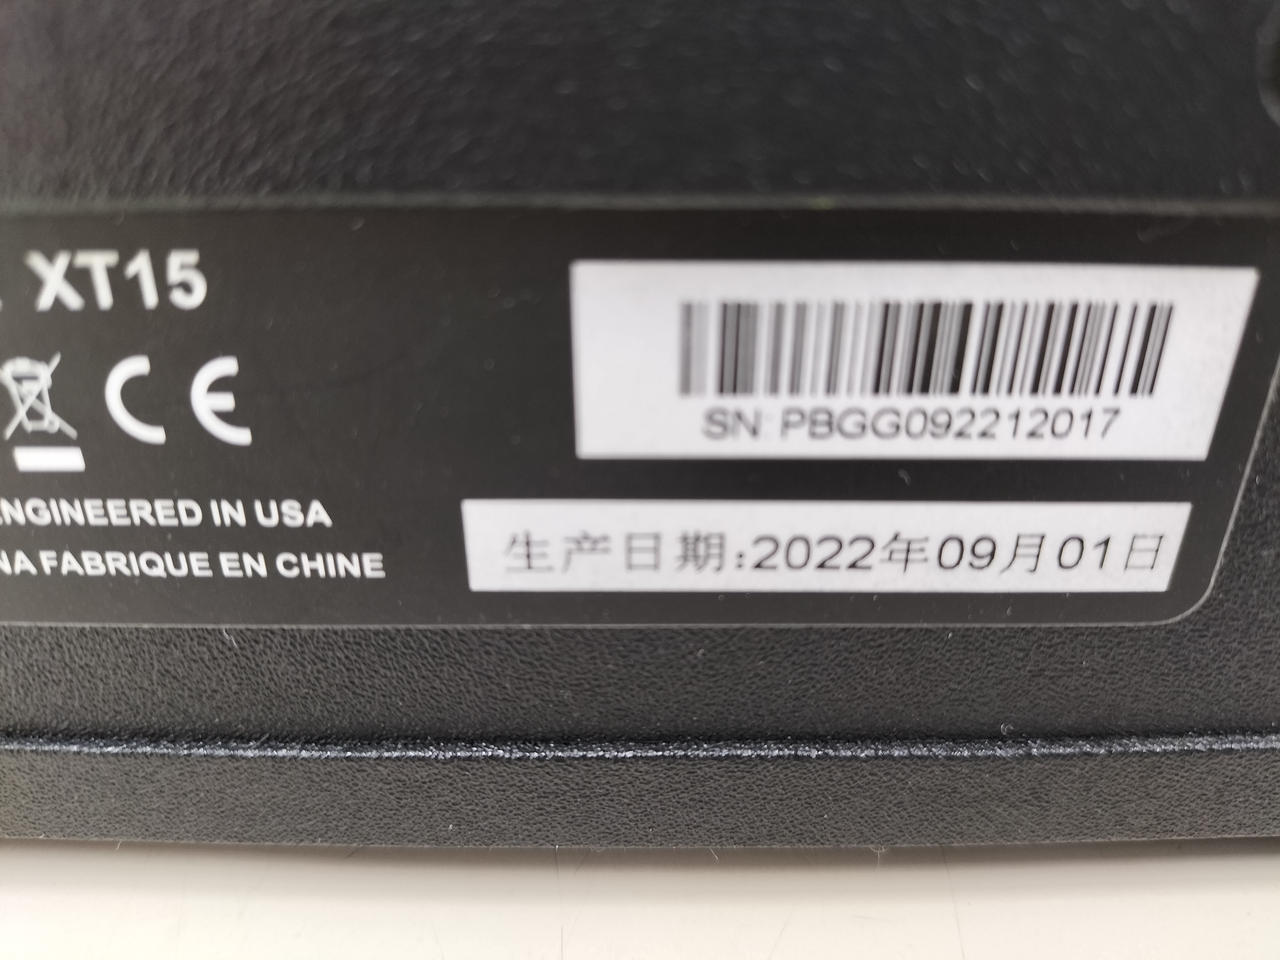 XT15
CE
SN: PBGG092212017
ENGINEERED IN USA
FABRIQUE EN CHINE
生产日期:2022年09月01日